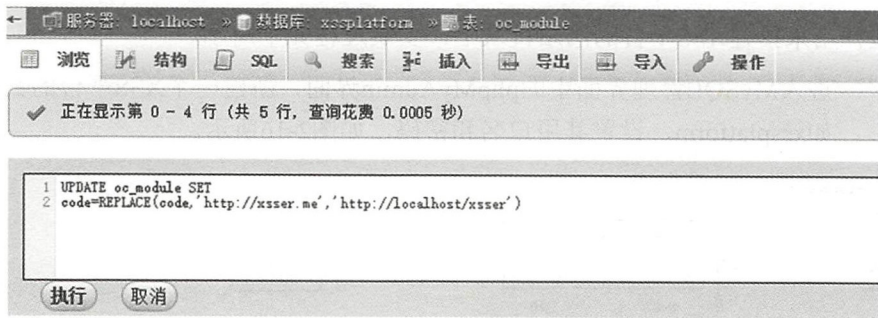 ← 服务器: localhost » 数据库: xssplatform » 表: oc_module
浏览 结构 SQL 搜索 插入 导出 导入 操作
正在显示第 0 - 4 行 (共 5 行, 查询花费 0.0005 秒)
1 UPDATE oc_module SET
2 code=REPLACE(code,'http://xsser.me','http://localhost/xsser')
执行 取消